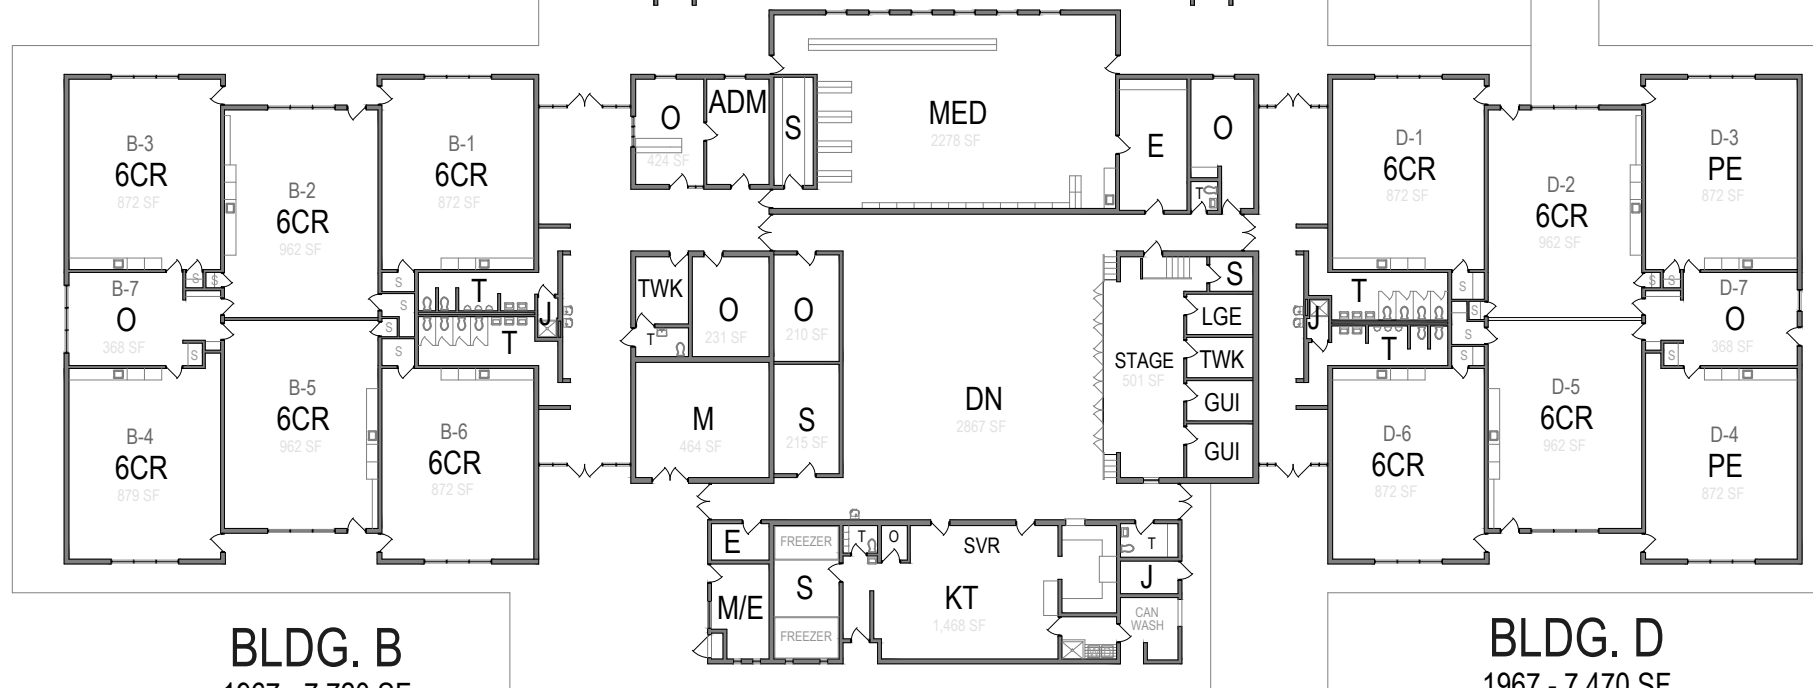 B-3
6CR
872 SF
B-2
6CR
962 SF
B-1
6CR
872 SF
B-7
O
368 SF
S
S
S
B-4
6CR
879 SF
B-5
6CR
962 SF
B-6
6CR
872 SF
S
S
S
S
T
T
J
O
424 SF
ADM
S
MED
2278 SF
E
O
T
TWK
T
O
231 SF
O
210 SF
M
464 SF
S
215 SF
DN
2867 SF
STAGE
501 SF
S
LGE
TWK
GUI
GUI
E
M/E
FREEZER
S
FREEZER
T
O
SVR
KT
1,468 SF
T
J
CAN
WASH
D-1
6CR
872 SF
D-2
6CR
962 SF
D-3
PE
872 SF
T
T
J
S
S
S
S
S
S
S
D-7
O
368 SF
D-6
6CR
872 SF
D-5
6CR
962 SF
D-4
PE
872 SF
BLDG. B
BLDG. D
1967 - 7,470 SF